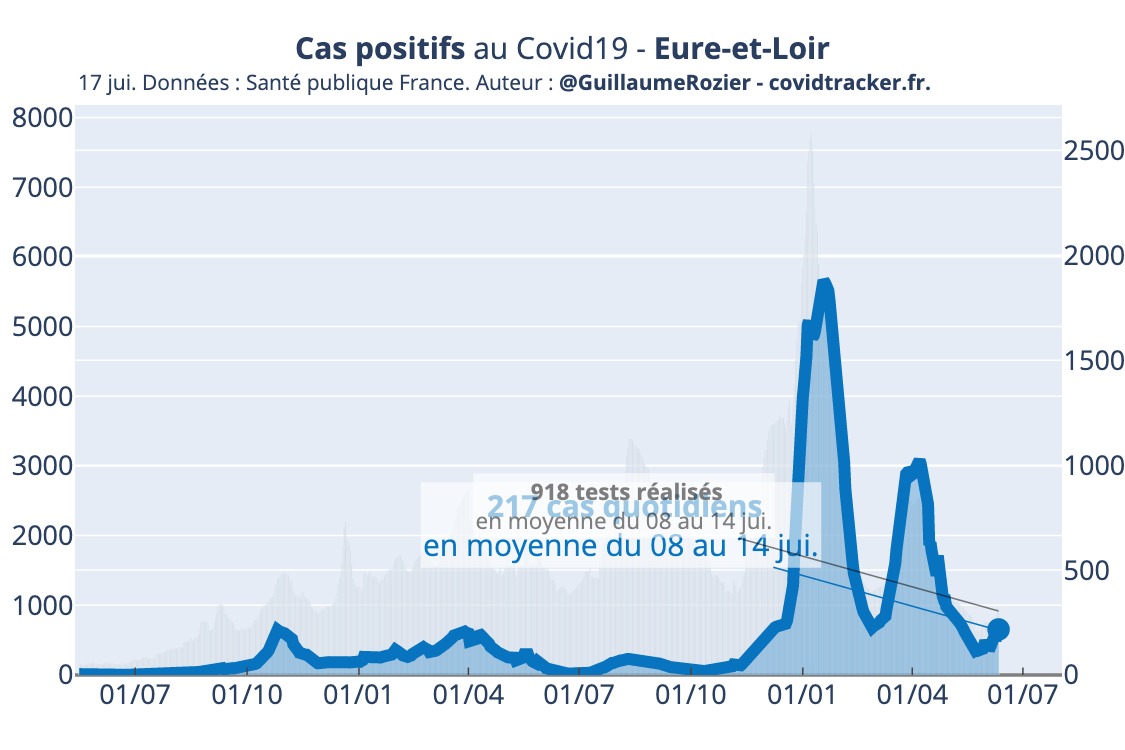 Cas positifs au Covid19 - Eure-et-Loir
17 jui. Données : Santé publique France. Auteur : @GuillaumeRozier - covidtracker.fr.
8000
7000
6000
5000
4000
3000
2000
1000
0
2500
2000
1500
1000
500
0
918 tests réalisés
en moyenne du 08 au 14 jui.
217 cas quotidiens
en moyenne du 08 au 14 jui.
01/07 01/10 01/01 01/04 01/07 01/10 01/01 01/04 01/07